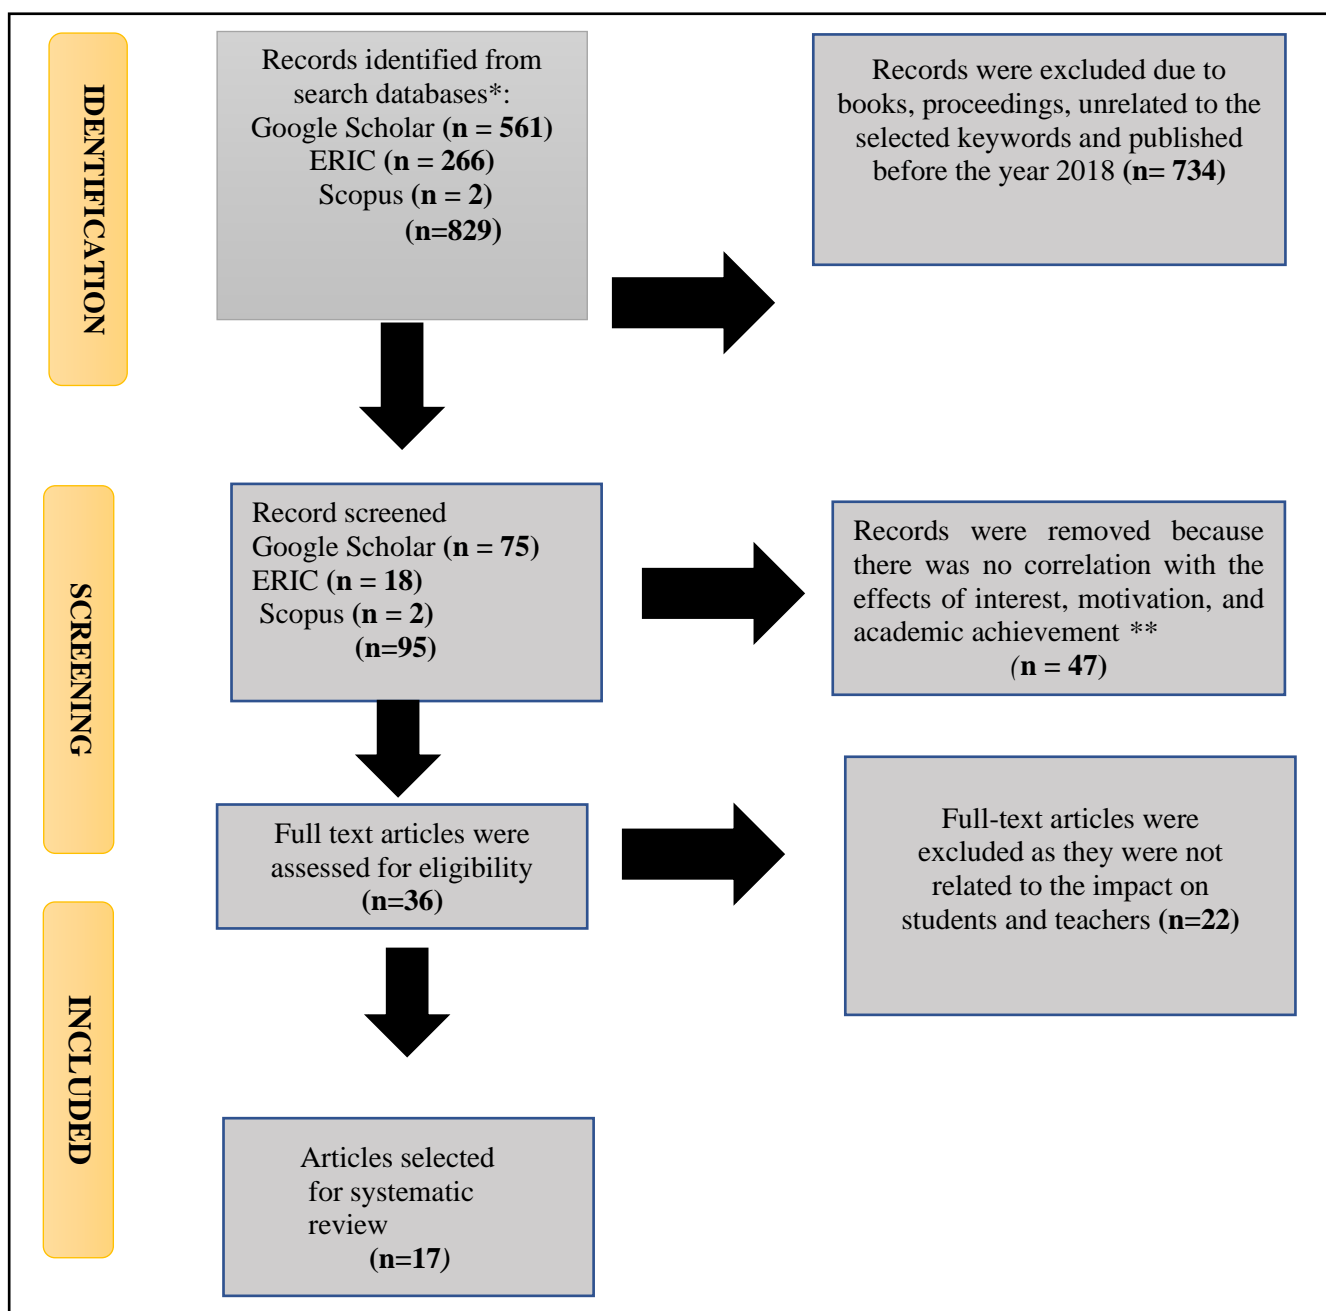 IDENTIFICATION
Records identified from
search databases*:
Google Scholar (n = 561)
ERIC (n = 266)
Scopus (n = 2)
(n=829)
Records were excluded due to
books, proceedings, unrelated to the
selected keywords and published
before the year 2018 (n= 734)
SCREENING
Record screened
Google Scholar (n = 75)
ERIC (n = 18)
Scopus (n = 2)
(n=95)
Records were removed because
there was no correlation with the
effects of interest, motivation, and
academic achievement **
(n = 47)
Full text articles were
assessed for eligibility
(n=36)
Full-text articles were
excluded as they were not
related to the impact on
students and teachers (n=22)
INCLUDED
Articles selected
for systematic
review
(n=17)